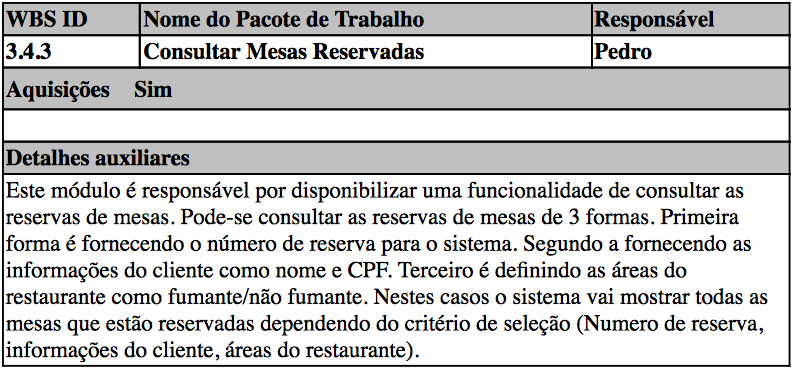 WBS ID Nome do Pacote de Trabalho Responsável
3.4.3 Consultar Mesas Reservadas Pedro
Aquisições Sim
Detalhes auxiliares
Este módulo é responsável por disponibilizar uma funcionalidade de consultar as
reservas de mesas. Pode-se consultar as reservas de mesas de 3 formas. Primeira
forma é fornecendo o número de reserva para o sistema. Segundo a fornecendo as
informações do cliente como nome e CPF. Terceiro é definindo as áreas do
restaurante como fumante/não fumante. Nestes casos o sistema vai mostrar todas as
mesas que estão reservadas dependendo do critério de seleção (Numero de reserva,
informações do cliente, áreas do restaurante).